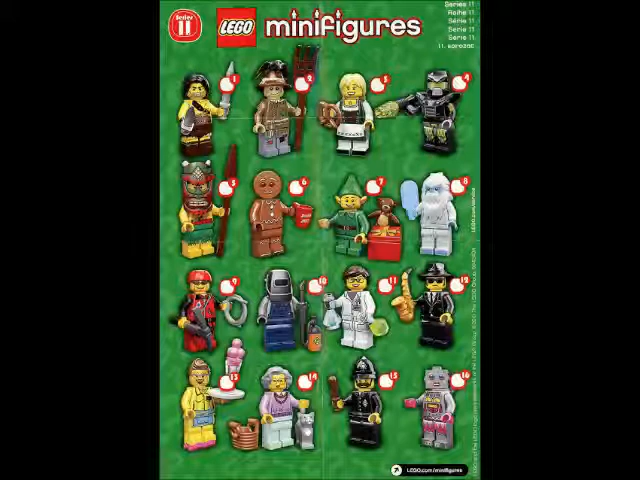 Series 11
LEGO minifigures
Series 11
Reihe 11
Série 11
Serie 11
Serie 11
11. sorozat
1
2
3
4
5
6
7
8
9
10
11
12
13
14
15
16
LEGO.com/minifigures